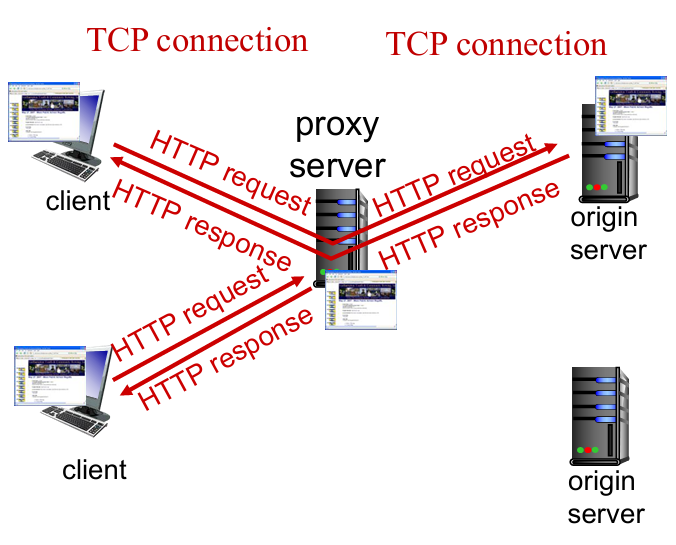 TCP connection
TCP connection
proxy
server
client
HTTP request
HTTP response
HTTP request
HTTP response
origin
server
HTTP request
HTTP response
client
origin
server